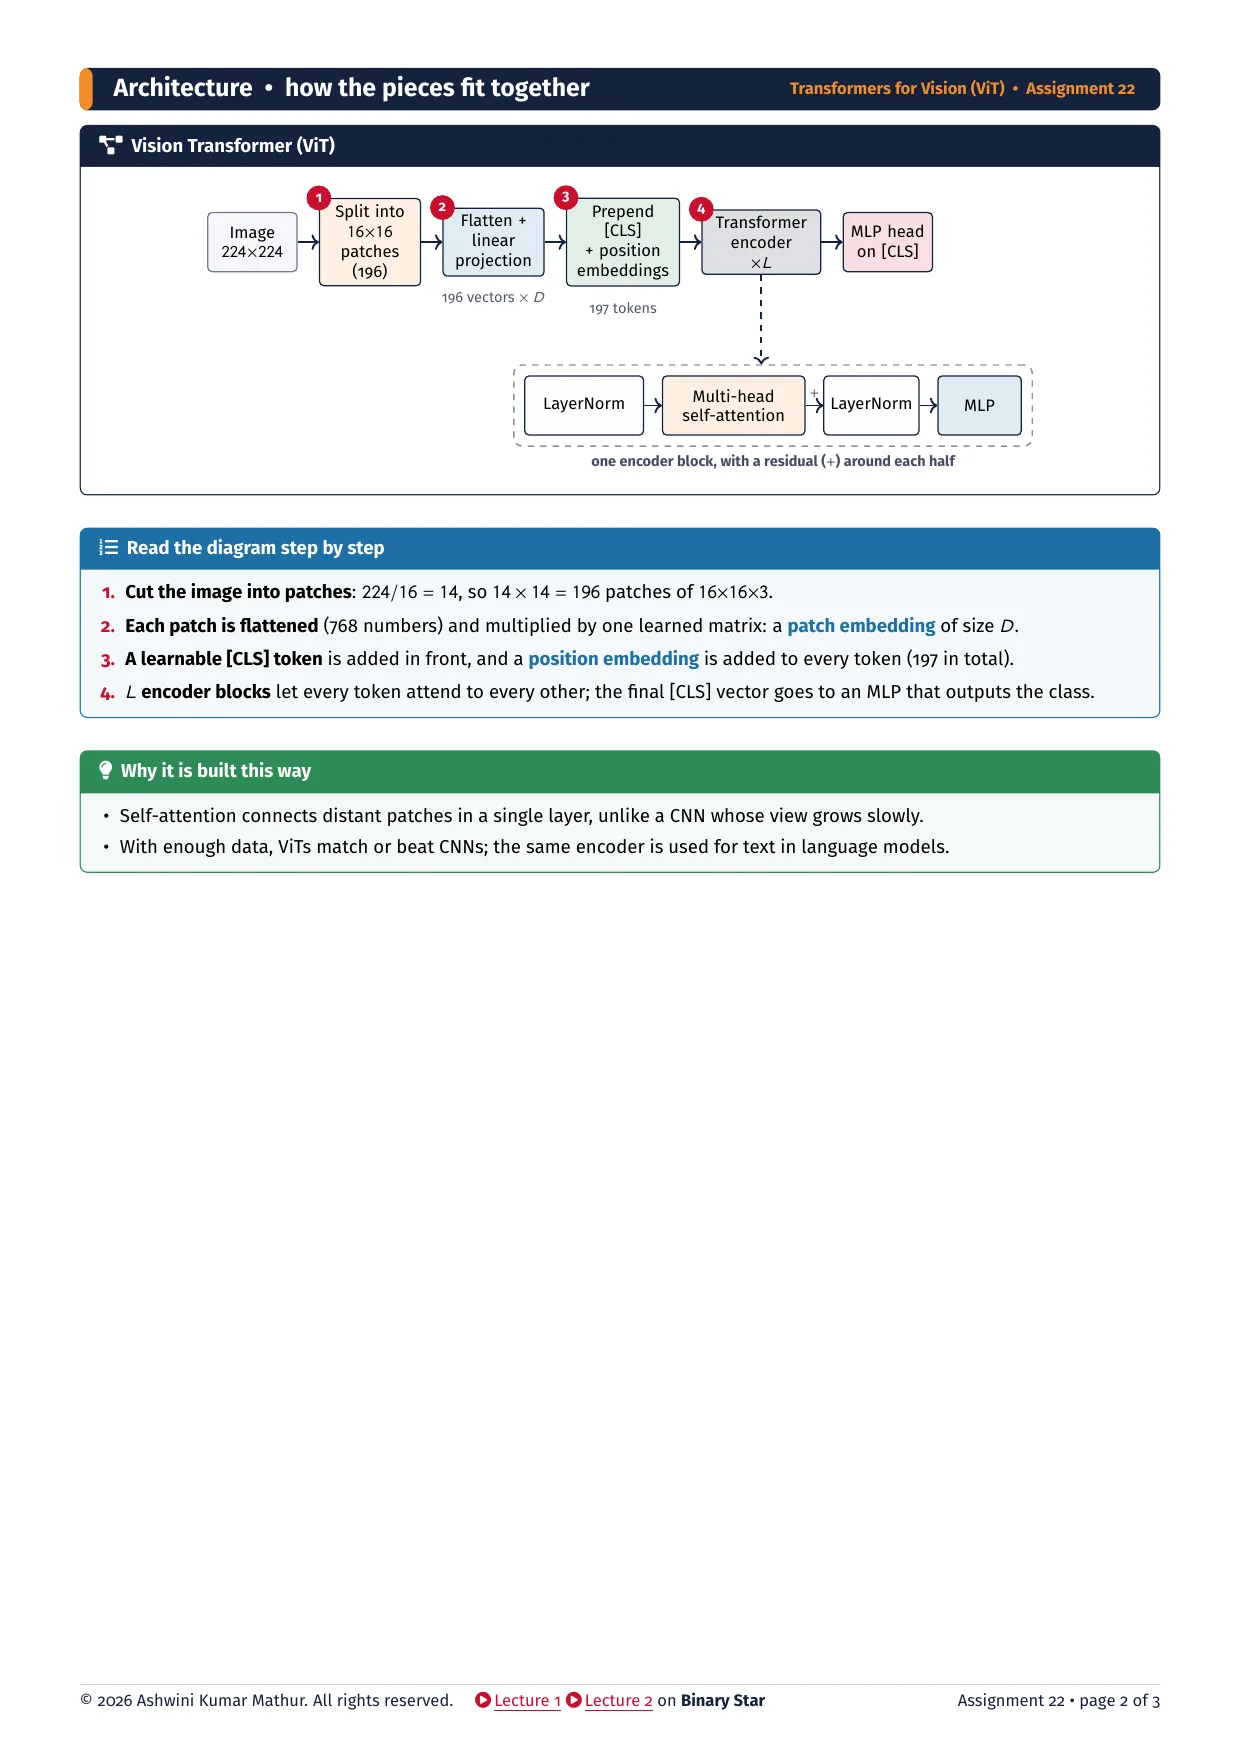 Architecture • how the pieces fit together
Transformers for Vision (ViT) • Assignment 22
Vision Transformer (ViT)
Image
224×224
1
Split into
16×16
patches
(196)
2
Flatten +
linear
projection
196 vectors × D
3
Prepend
[CLS]
+ position
embeddings
197 tokens
4
Transformer
encoder
×L
MLP head
on [CLS]
LayerNorm
Multi-head
self-attention
+
LayerNorm
MLP
one encoder block, with a residual (+) around each half
Read the diagram step by step
1. Cut the image into patches: 224/16 = 14, so 14 × 14 = 196 patches of 16×16×3.
2. Each patch is flattened (768 numbers) and multiplied by one learned matrix: a patch embedding of size D.
3. A learnable [CLS] token is added in front, and a position embedding is added to every token (197 in total).
4. L encoder blocks let every token attend to every other; the final [CLS] vector goes to an MLP that outputs the class.
Why it is built this way
• Self-attention connects distant patches in a single layer, unlike a CNN whose view grows slowly.
• With enough data, ViTs match or beat CNNs; the same encoder is used for text in language models.
© 2026 Ashwini Kumar Mathur. All rights reserved. Lecture 1 Lecture 2 on Binary Star Assignment 22 • page 2 of 3